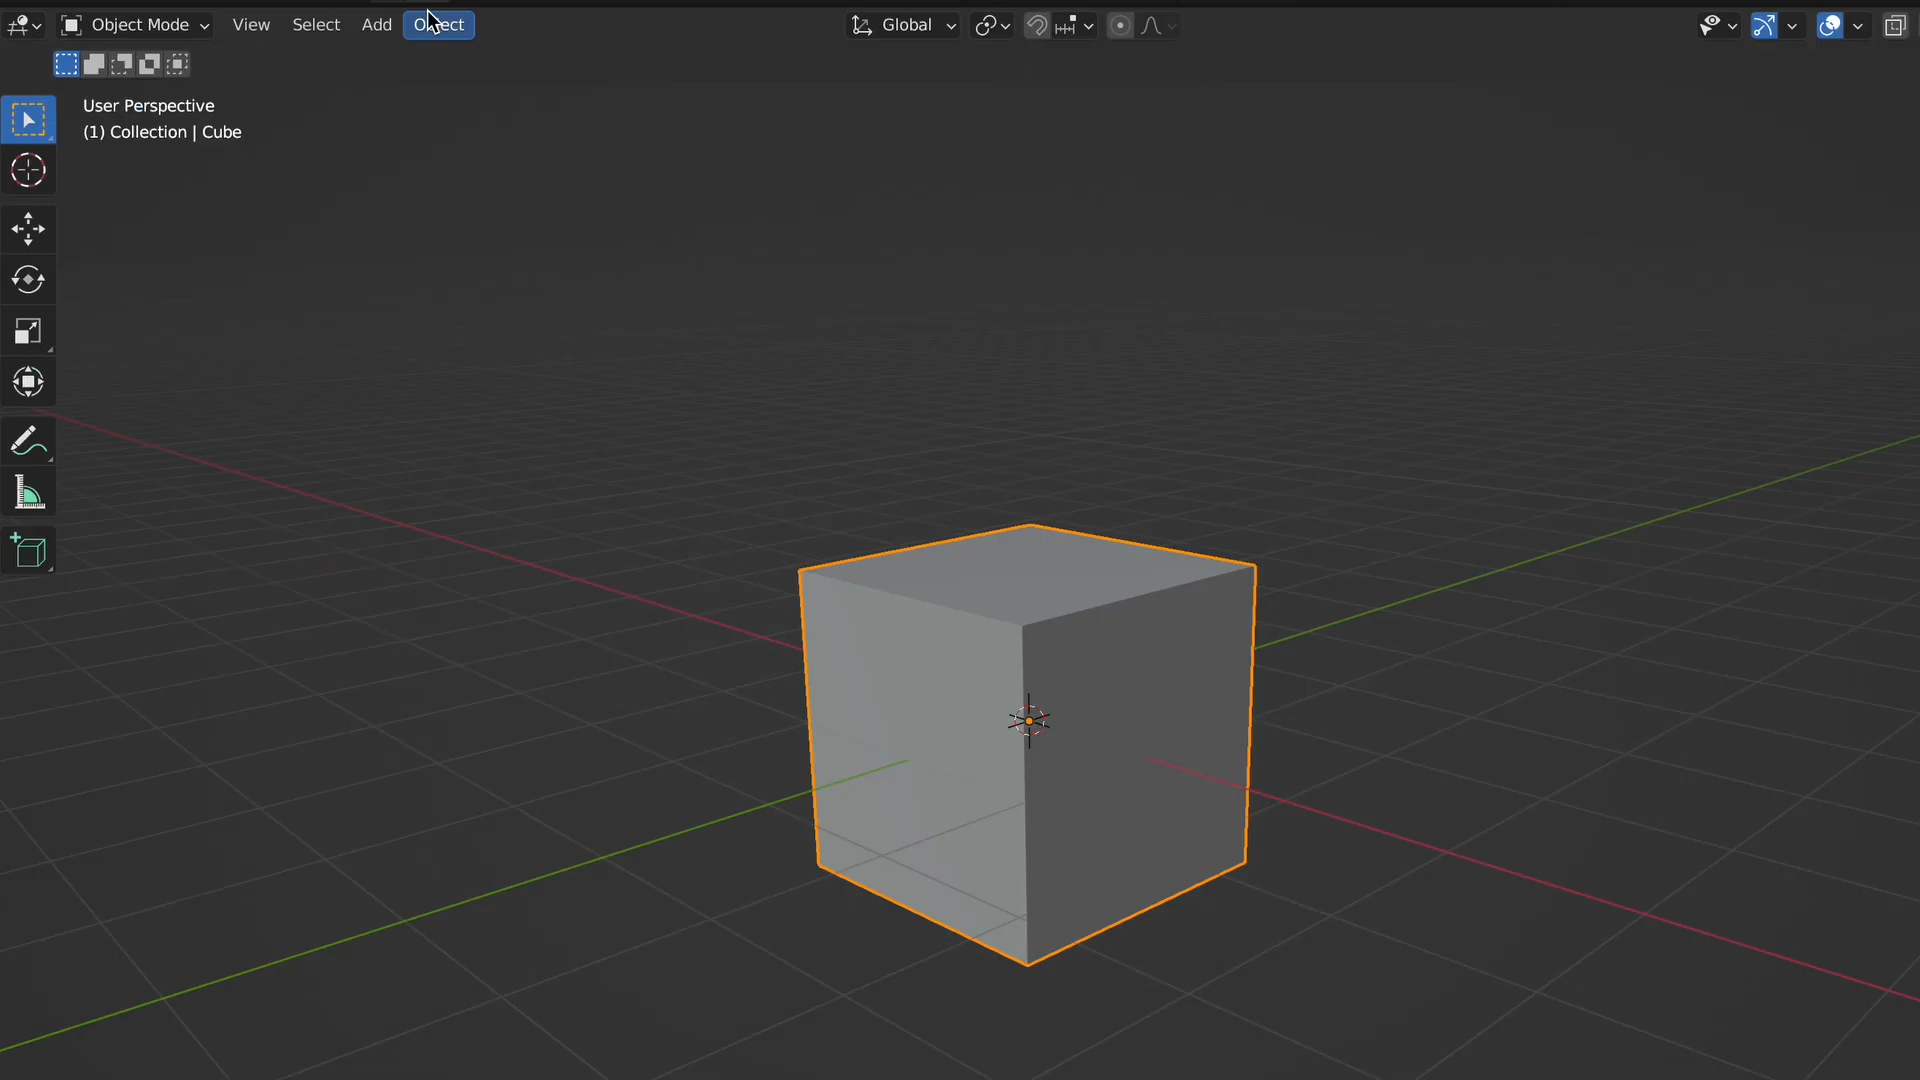 Object Mode View Select Add Object Global
User Perspective
(1) Collection | Cube